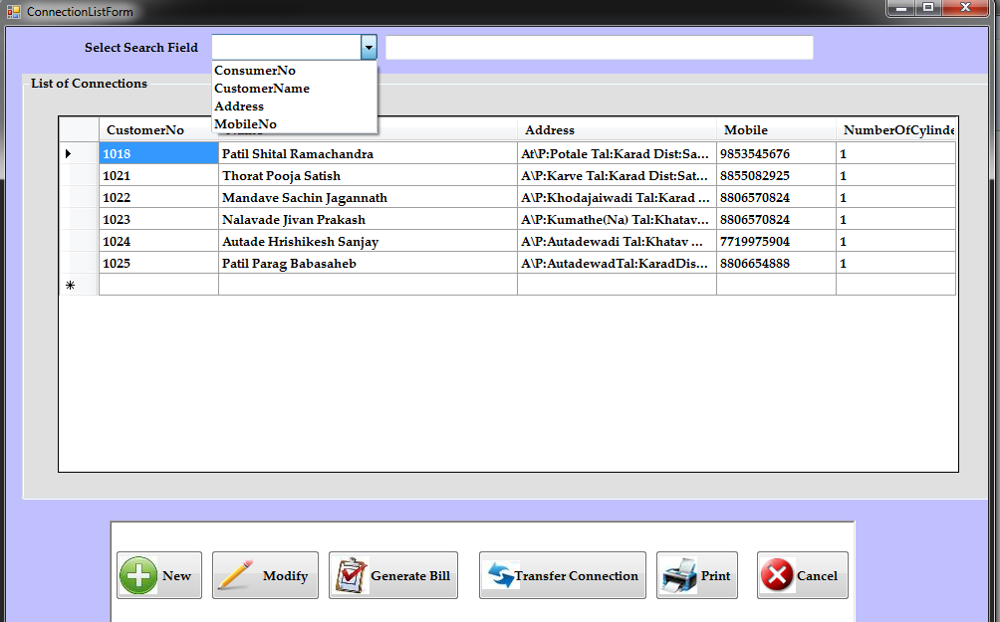 ConnectionListForm
Select Search Field
ConsumerNo
CustomerName
Address
MobileNo
List of Connections
CustomerNo Address Mobile NumberOfCylinde
1018 Patil Shital Ramachandra At\P:Potale Tal:Karad Dist:Sa... 9853545676 1
1021 Thorat Pooja Satish A\P:Karve Tal:Karad Dist:Sat... 8855082925 1
1022 Mandave Sachin Jagannath A\P:Khodajaiwadi Tal:Karad ... 8806570824 1
1023 Nalavade Jivan Prakash A\P:Kumathe(Na) Tal:Khatav... 8806570824 1
1024 Autade Hrishikesh Sanjay A\P:Autadewadi Tal:Khatav ... 7719975904 1
1025 Patil Parag Babasaheb A\P:AutadewadTal:KaradDis... 8806654888 1
New Modify Generate Bill Transfer Connection Print Cancel